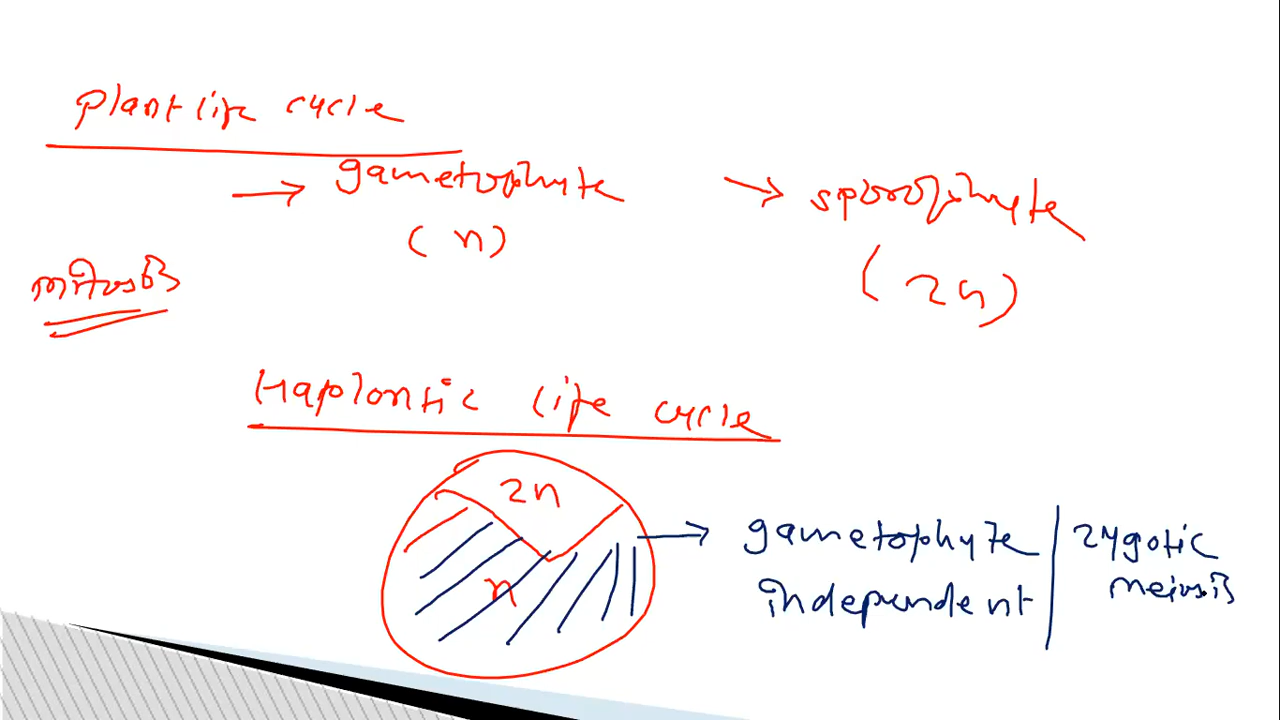 Plant life cycle
→ gametophyte → sporophyte
(n) (2n)
mitosis
Haplontic life cycle
2n
n
→ gametophyte | zygotic
independent | meiosis